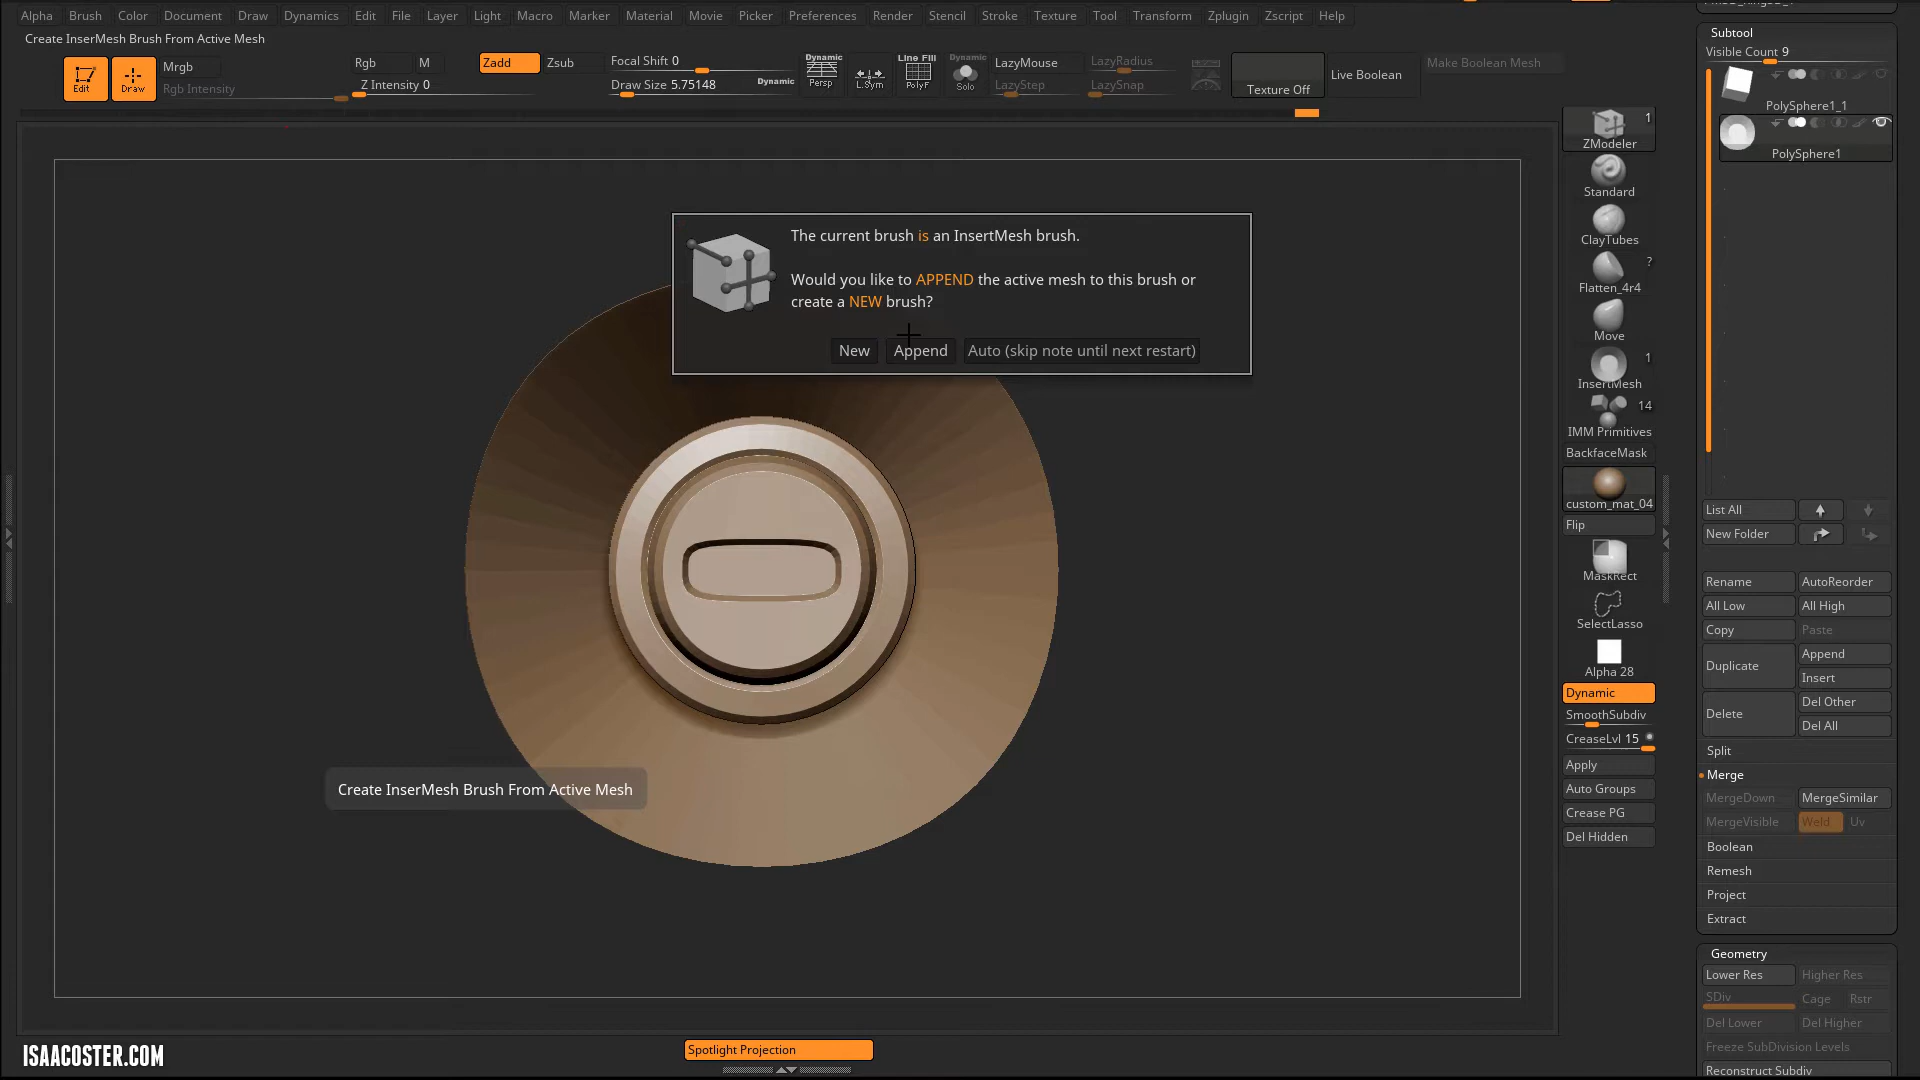 Alpha Brush Color Document Draw Dynamics Edit File Layer Light Macro Marker Material Movie Picker Preferences Render Stencil Stroke Texture Tool Transform Zplugin Zscript Help
Create InserMesh Brush From Active Mesh
Edit
Draw
Mrgb
Rgb Intensity
Rgb
M
Z Intensity 0
Zadd
Zsub
Focal Shift 0
Draw Size 5.75148
Dynamic
Dynamic
Persp
L.Sym
Line Fill
PolyF
Dynamic
Solo
LazyMouse
LazyStep
LazyRadius
LazySnap
Texture Off
Live Boolean
Make Boolean Mesh
The current brush is an InsertMesh brush.
Would you like to APPEND the active mesh to this brush or
create a NEW brush?
New
Append
Auto (skip note until next restart)
Create InserMesh Brush From Active Mesh
Spotlight Projection
ISAACOSTER.COM
1
ZModeler
Standard
ClayTubes
?
Flatten_4r4
Move
1
InsertMesh
14
IMM Primitives
BackfaceMask
custom_mat_04
Flip
MaskRect
SelectLasso
Alpha 28
Dynamic
SmoothSubdiv
CreaseLvl 15
Apply
Auto Groups
Crease PG
Del Hidden
Subtool
Visible Count 9
PolySphere1_1
PolySphere1
List All
New Folder
Rename
AutoReorder
All Low
All High
Copy
Paste
Duplicate
Append
Insert
Delete
Del Other
Del All
Split
Merge
MergeDown
MergeSimilar
MergeVisible
Weld
Uv
Boolean
Remesh
Project
Extract
Geometry
Lower Res
Higher Res
SDiv
Cage
Rstr
Del Lower
Del Higher
Freeze SubDivision Levels
Reconstruct Subdiv